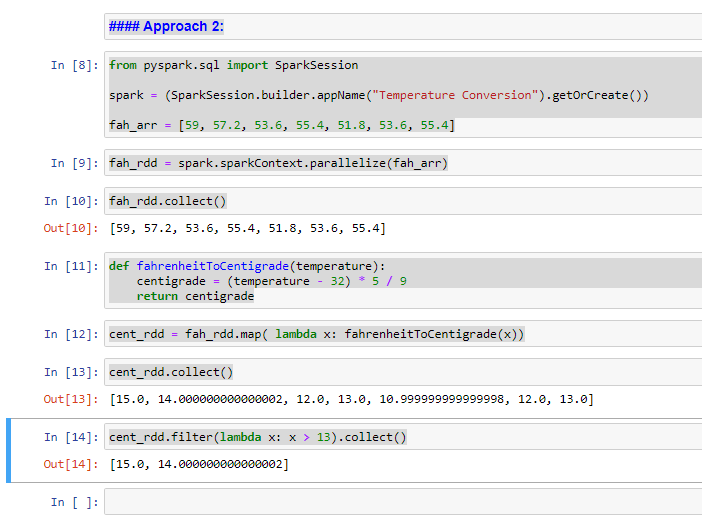 #### Approach 2:
In [8]: from pyspark.sql import SparkSession
spark = (SparkSession.builder.appName("Temperature Conversion").getOrCreate())
fah_arr = [59, 57.2, 53.6, 55.4, 51.8, 53.6, 55.4]
In [9]: fah_rdd = spark.sparkContext.parallelize(fah_arr)
In [10]: fah_rdd.collect()
Out[10]: [59, 57.2, 53.6, 55.4, 51.8, 53.6, 55.4]
In [11]: def fahrenheitToCentigrade(temperature):
    centigrade = (temperature - 32) * 5 / 9
    return centigrade
In [12]: cent_rdd = fah_rdd.map( lambda x: fahrenheitToCentigrade(x))
In [13]: cent_rdd.collect()
Out[13]: [15.0, 14.000000000000002, 12.0, 13.0, 10.999999999999998, 12.0, 13.0]
In [14]: cent_rdd.filter(lambda x: x > 13).collect()
Out[14]: [15.0, 14.000000000000002]
In [ ]: